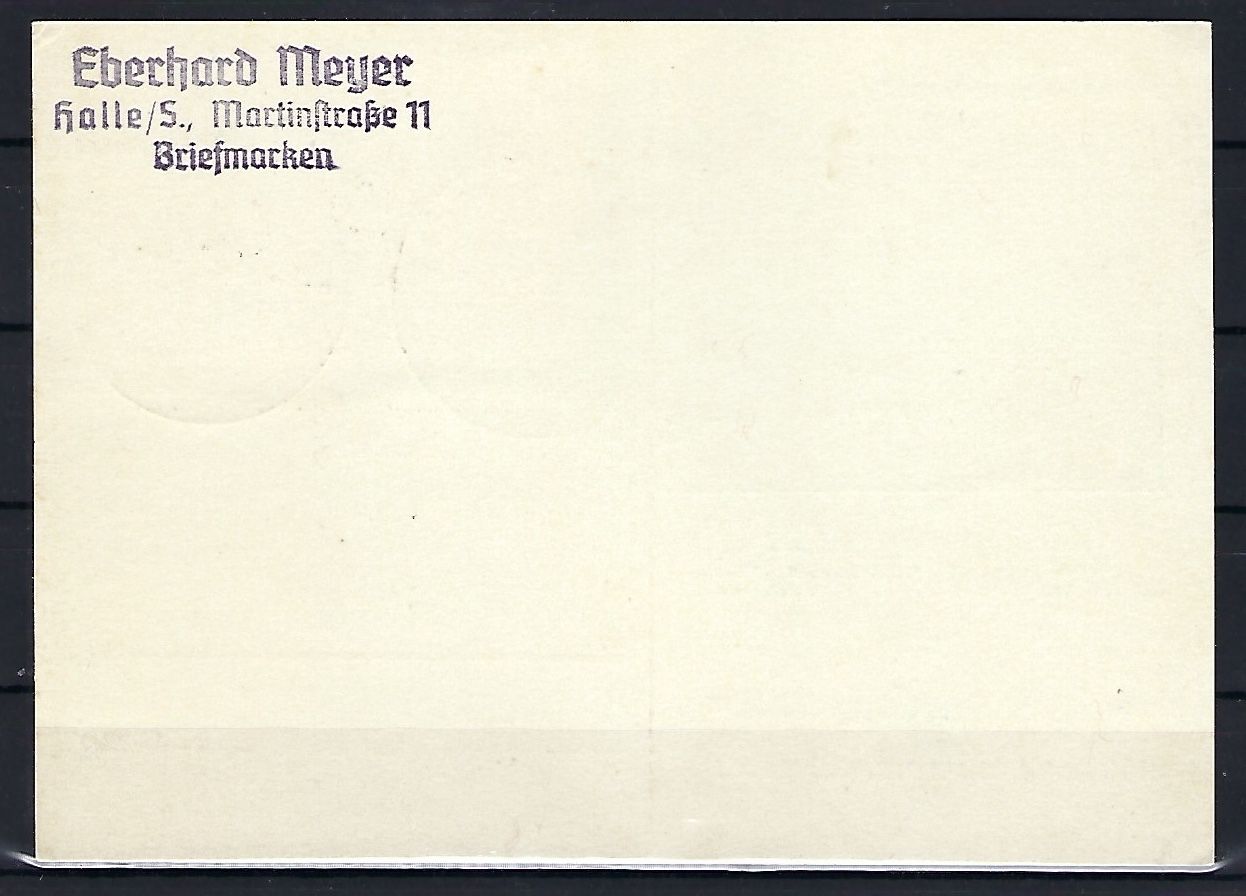 Eberhard Meyer
Halle/S., Martinstraße 11
Briefmarken